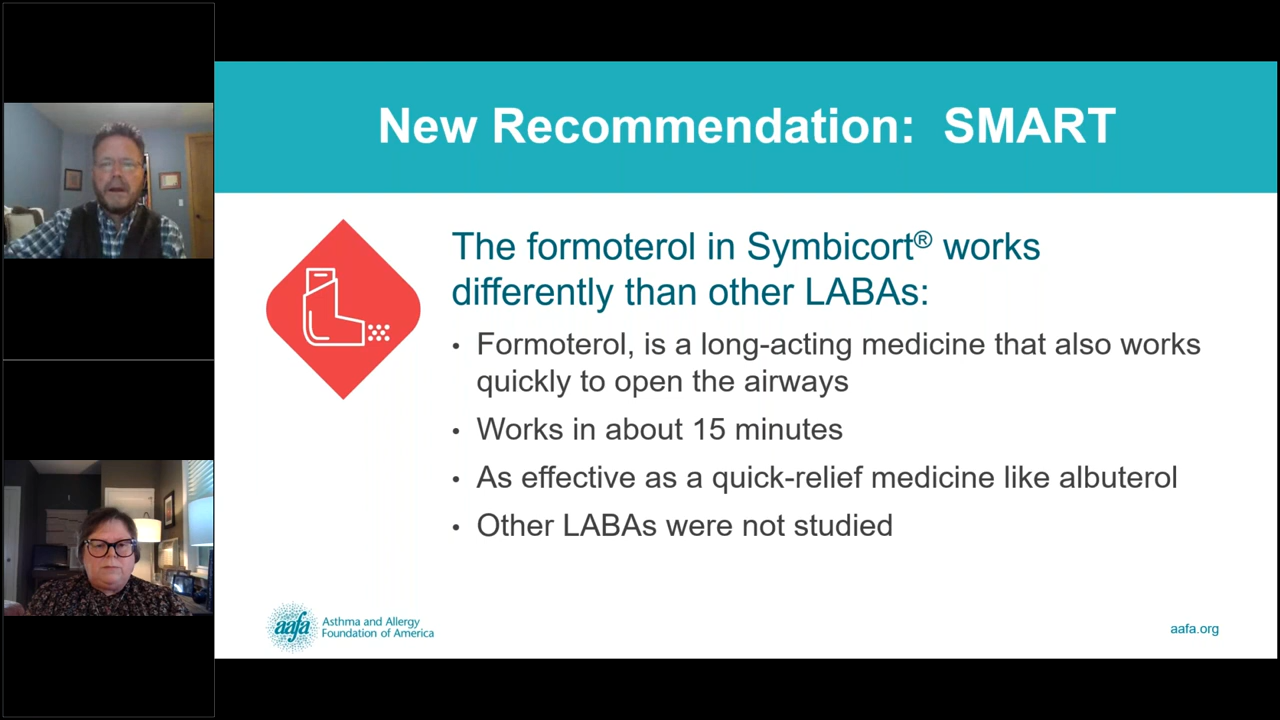 New Recommendation: SMART
The formoterol in Symbicort® works
differently than other LABAs:
• Formoterol, is a long-acting medicine that also works
quickly to open the airways
• Works in about 15 minutes
• As effective as a quick-relief medicine like albuterol
• Other LABAs were not studied
aafa
Asthma and Allergy
Foundation of America
aafa.org